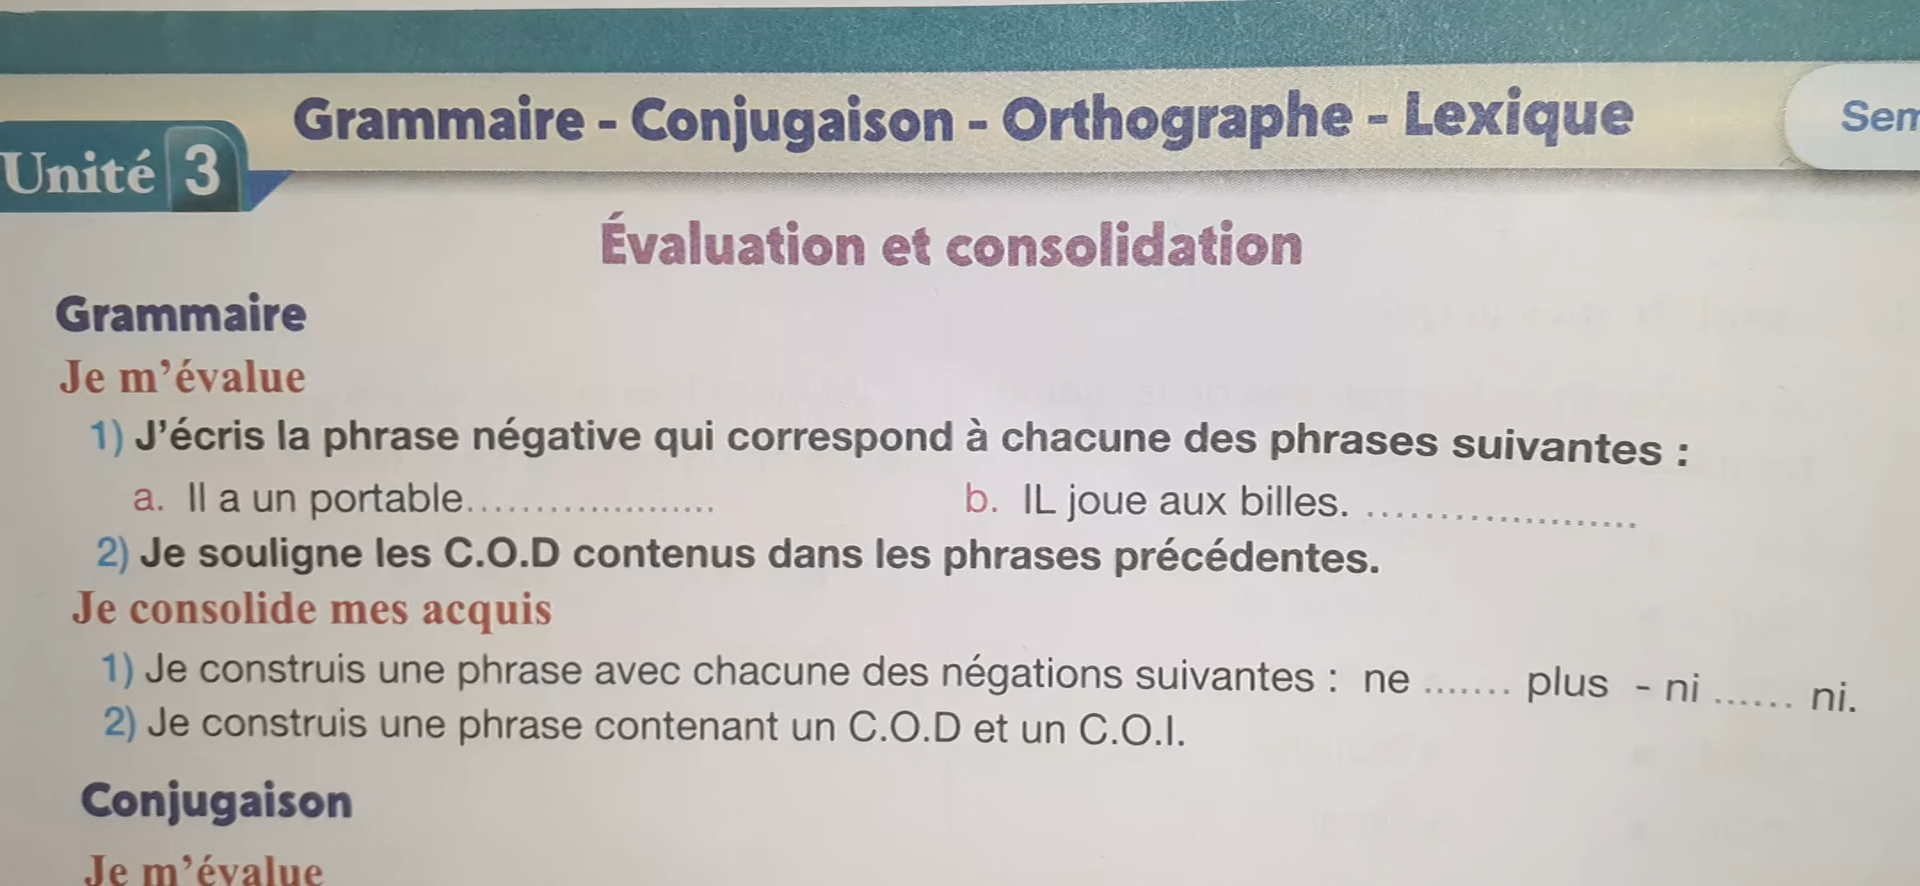 Grammaire - Conjugaison - Orthographe - Lexique
Unité 3
Évaluation et consolidation
Grammaire
Je m'évalue
1) J'écris la phrase négative qui correspond à chacune des phrases suivantes :
a. Il a un portable.................... b. IL joue aux billes. ....................
2) Je souligne les C.O.D contenus dans les phrases précédentes.
Je consolide mes acquis
1) Je construis une phrase avec chacune des négations suivantes : ne ....... plus - ni ...... ni.
2) Je construis une phrase contenant un C.O.D et un C.O.I.
Conjugaison
Je m'évalue